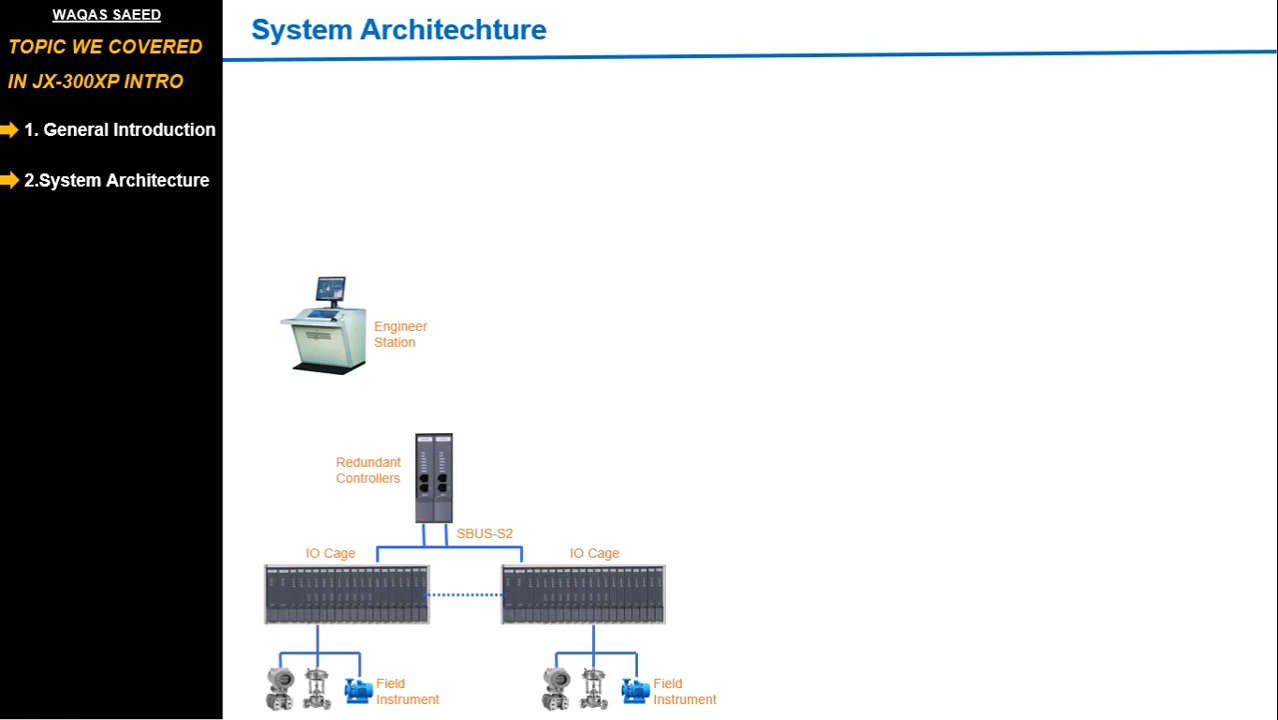 WAQAS SAEED
TOPIC WE COVERED
IN JX-300XP INTRO
1. General Introduction
2.System Architecture
System Architechture
Engineer
Station
Redundant
Controllers
SBUS-S2
IO Cage
IO Cage
Field
Instrument
Field
Instrument